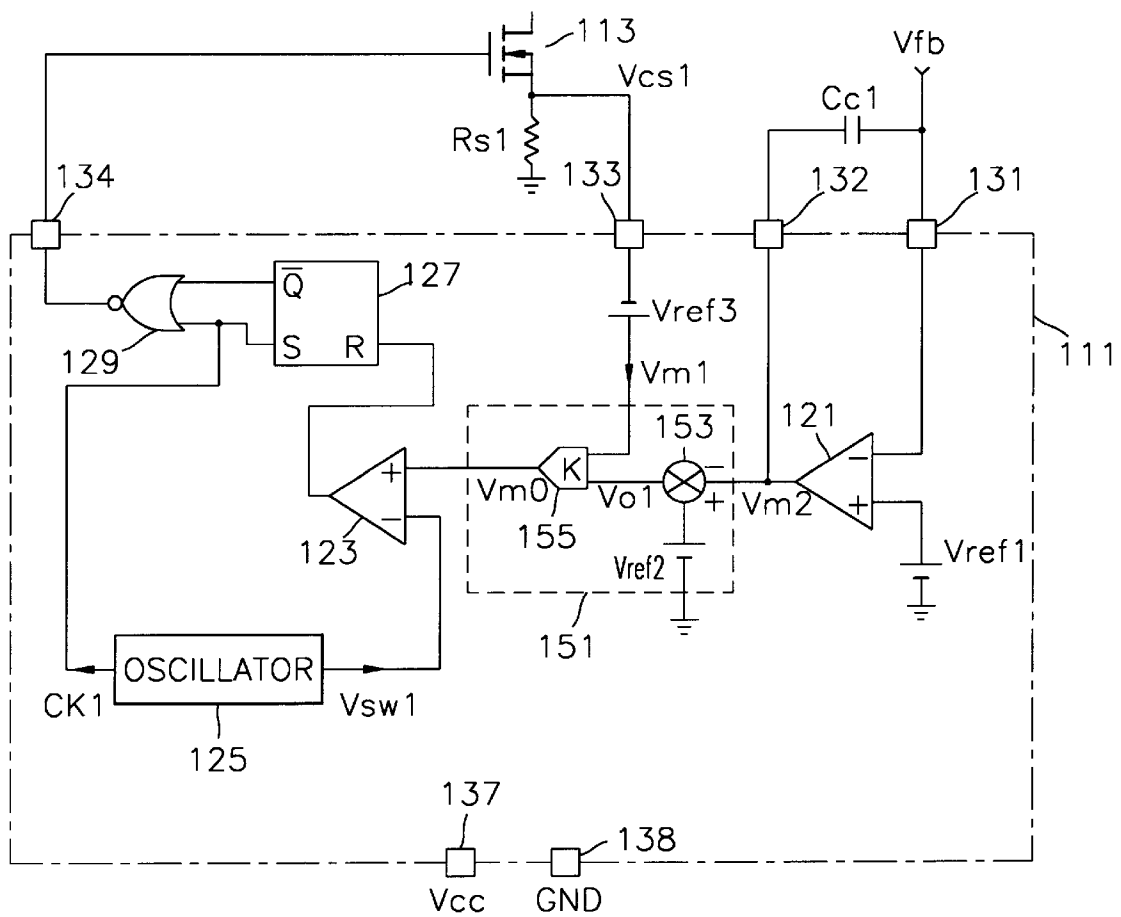 113
Vfb
Vcs1
Cc1
Rs1
134
133
132
131
Q
127
Vref3
129
S
R
111
Vm1
153
121
−
K
+
−
Vm0
Vo1
+
Vm2
+
−
155
123
Vref2
Vref1
151
OSCILLATOR
CK1
Vsw1
125
137
138
Vcc
GND